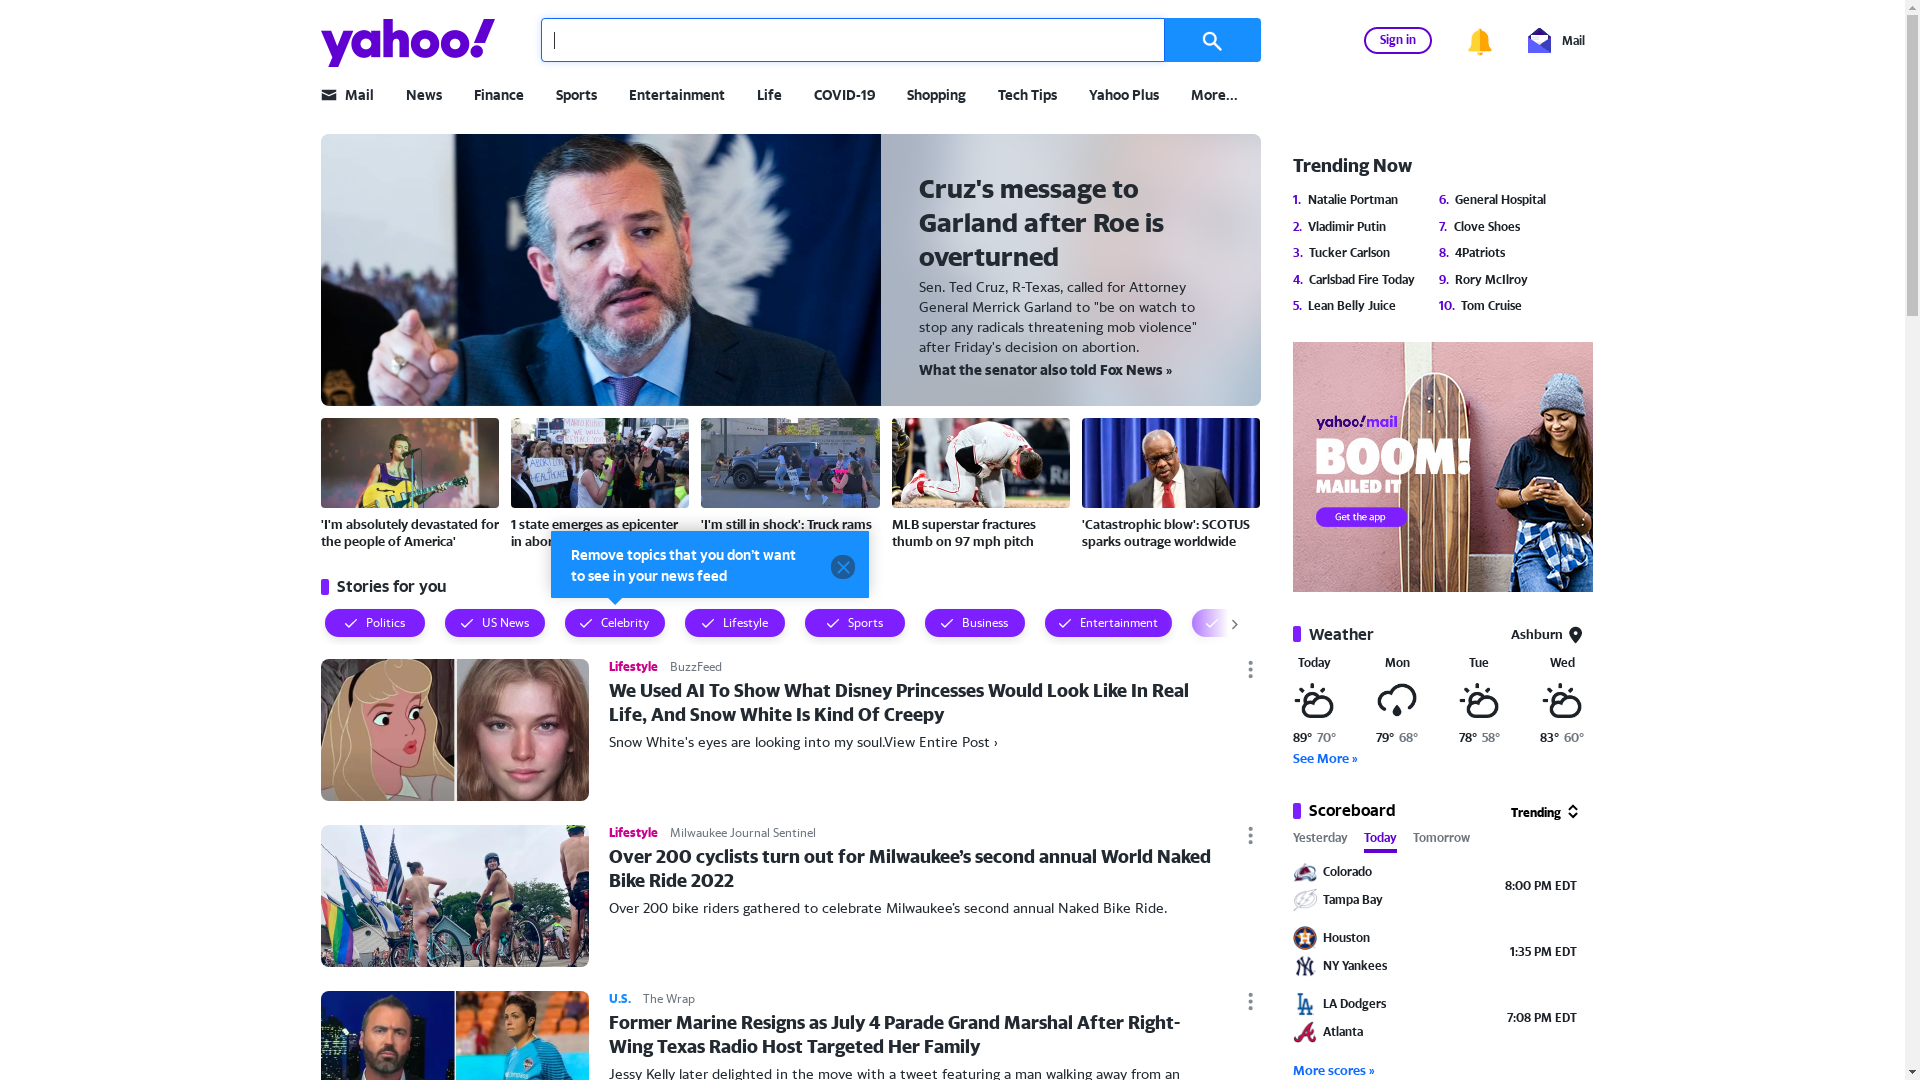 yahoo!
Sign in
Mail
Mail
News
Finance
Sports
Entertainment
Life
COVID-19
Shopping
Tech Tips
Yahoo Plus
More...
Cruz's message to
Garland after Roe is
overturned
Sen. Ted Cruz, R-Texas, called for Attorney
General Merrick Garland to "be on watch to
stop any radicals threatening mob violence"
after Friday's decision on abortion.
What the senator also told Fox News »
'I'm absolutely devastated for
the people of America'
1 state emerges as epicenter
in abor
'I'm still in shock': Truck rams
MLB superstar fractures
thumb on 97 mph pitch
'Catastrophic blow': SCOTUS
sparks outrage worldwide
Remove topics that you don't want
to see in your news feed
Stories for you
Politics
US News
Celebrity
Lifestyle
Sports
Business
Entertainment
Lifestyle BuzzFeed
We Used AI To Show What Disney Princesses Would Look Like In Real
Life, And Snow White Is Kind Of Creepy
Snow White's eyes are looking into my soul.View Entire Post ›
Lifestyle Milwaukee Journal Sentinel
Over 200 cyclists turn out for Milwaukee’s second annual World Naked
Bike Ride 2022
Over 200 bike riders gathered to celebrate Milwaukee’s second annual Naked Bike Ride.
U.S. The Wrap
Former Marine Resigns as July 4 Parade Grand Marshal After Right-
Wing Texas Radio Host Targeted Her Family
Jessy Kelly later delighted in the move with a tweet featuring a man walking away from an
Trending Now
1. Natalie Portman
2. Vladimir Putin
3. Tucker Carlson
4. Carlsbad Fire Today
5. Lean Belly Juice
6. General Hospital
7. Clove Shoes
8. 4Patriots
9. Rory McIlroy
10. Tom Cruise
yahoo!mail
BOOM!
MAILED IT
Get the app
Weather
Ashburn
Today Mon Tue Wed
89° 70° 79° 68° 78° 58° 83° 60°
See More »
Scoreboard
Trending
Yesterday Today Tomorrow
Colorado
Tampa Bay
8:00 PM EDT
Houston
NY Yankees
1:35 PM EDT
LA Dodgers
Atlanta
7:08 PM EDT
More scores »